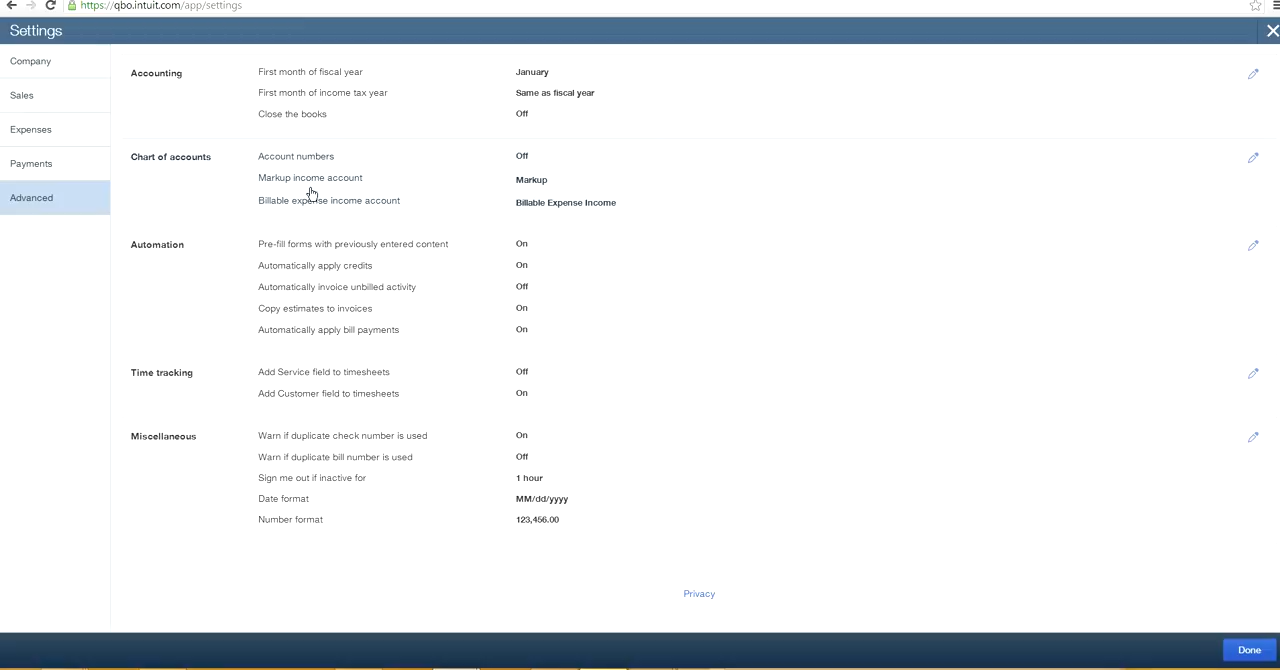 https://qbo.intuit.com/app/settings
Settings
Company
Sales
Expenses
Payments
Advanced
Accounting First month of fiscal year January
First month of income tax year Same as fiscal year
Close the books Off
Chart of accounts Account numbers Off
Markup income account Markup
Billable expense income account Billable Expense Income
Automation Pre-fill forms with previously entered content On
Automatically apply credits On
Automatically invoice unbilled activity Off
Copy estimates to invoices On
Automatically apply bill payments On
Time tracking Add Service field to timesheets Off
Add Customer field to timesheets On
Miscellaneous Warn if duplicate check number is used On
Warn if duplicate bill number is used Off
Sign me out if inactive for 1 hour
Date format MM/dd/yyyy
Number format 123,456.00
Privacy
Done